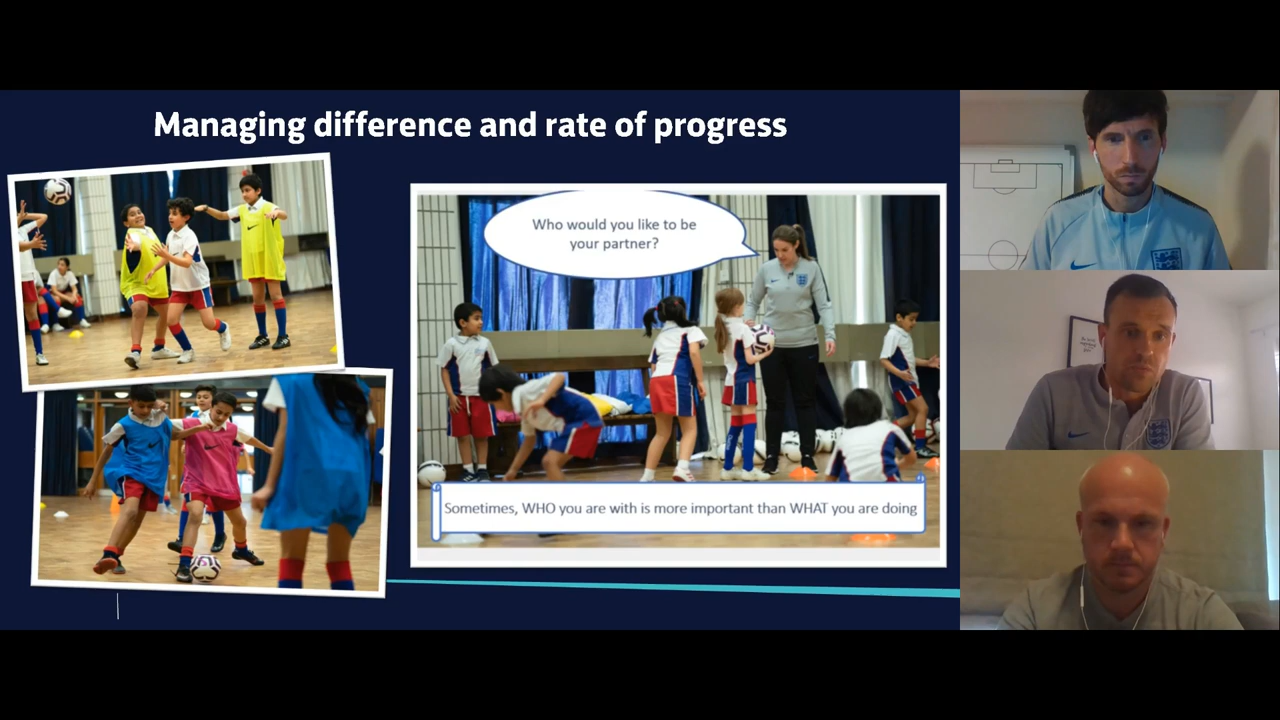 Managing difference and rate of progress
Who would you like to be
your partner?
Sometimes, WHO you are with is more important than WHAT you are doing